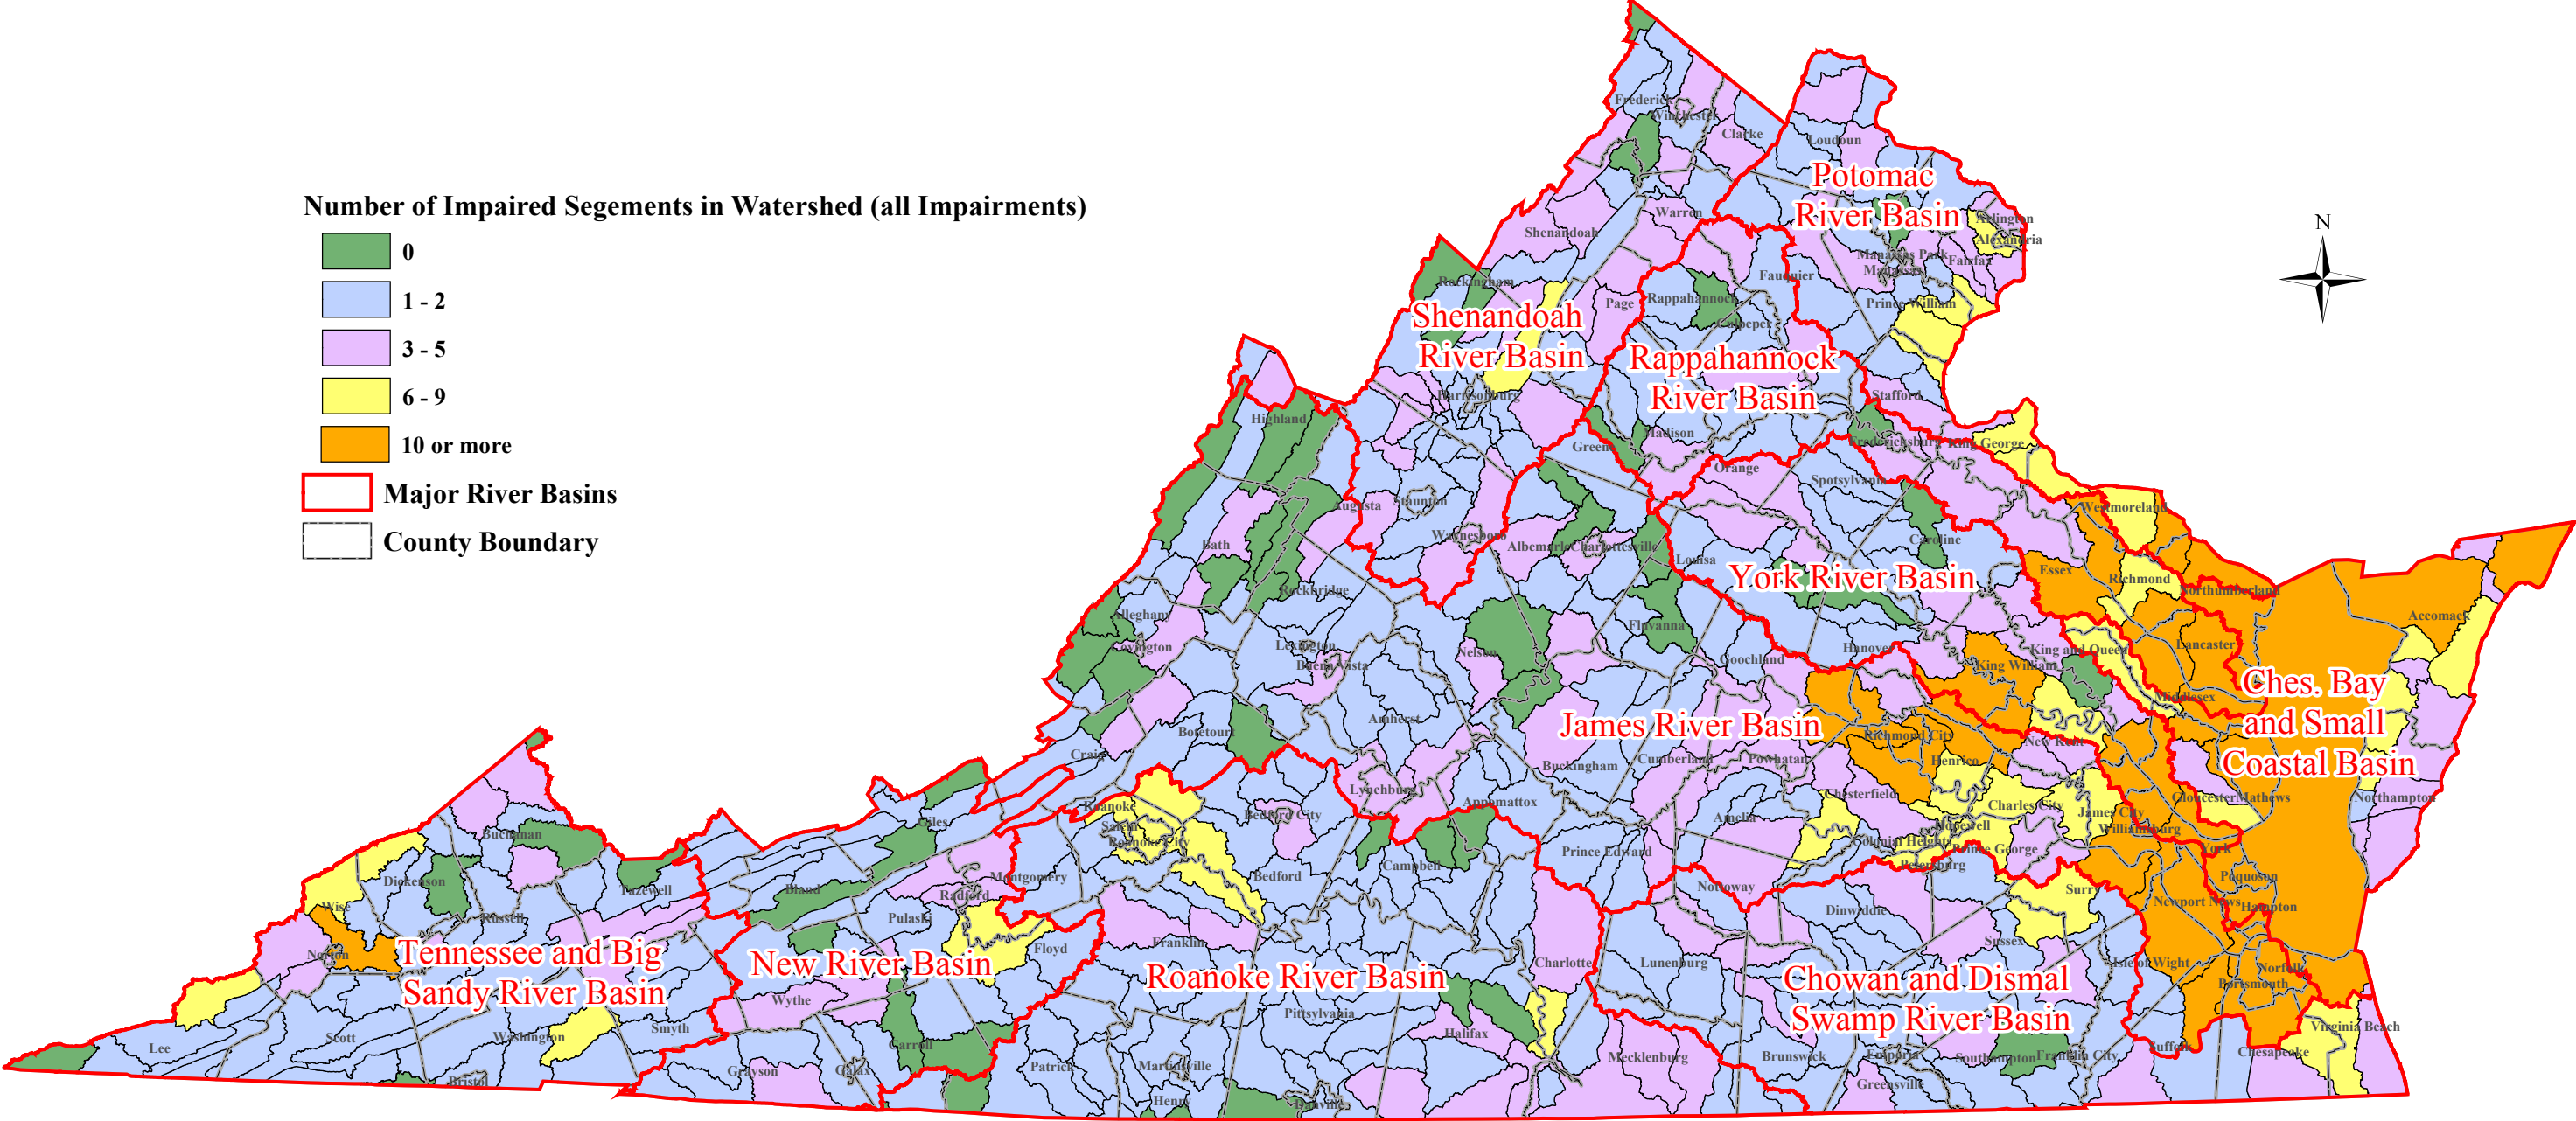 Number of Impaired Segements in Watershed (all Impairments)
0
1 - 2
3 - 5
6 - 9
10 or more
Major River Basins
County Boundary
N
Frederick
Winchester
Clarke
Loudoun
Potomac
River Basin
Warren
Arlington
Alexandria
Shenandoah
Manassas Park
Fairfax
Manassas
Fauquier
Rockingham
Page
Rappahannock
Prince William
Culpeper
Shenandoah
River Basin
Rappahannock
River Basin
Harrisonburg
Stafford
Highland
Madison
Greene
Fredericksburg
King George
Orange
Spotsylvania
Augusta
Staunton
Westmoreland
Waynesboro
Bath
Albemarle
Charlottesville
Caroline
Louisa
Essex
York River Basin
Richmond
Rockbridge
Northumberland
Alleghany
Accomack
Fluvanna
Covington
Lexington
Buena Vista
Nelson
Goochland
Hanover
King and Queen
Lancaster
King William
Ches. Bay
and Small
Coastal Basin
Middlesex
Amherst
James River Basin
Botetourt
Richmond City
New Kent
Craig
Buckingham
Cumberland
Powhatan
Henrico
Lynchburg
Chesterfield
Gloucester
Mathews
Northampton
Appomattox
Charles City
Roanoke
Bedford City
James City
Amelia
Giles
Salem
Hopewell
Williamsburg
Buchanan
Roanoke City
Colonial Heights
Prince George
York
Prince Edward
Petersburg
Campbell
Bedford
Montgomery
Poquoson
Dickenson
Tazewell
Bland
Nottoway
Surry
Radford
Newport News
Hampton
Wise
Russell
Pulaski
Dinwiddie
Franklin
Floyd
Sussex
Norton
Tennessee and Big
Sandy River Basin
New River Basin
Roanoke River Basin
Charlotte
Lunenburg
Isle of Wight
Norfolk
Chowan and Dismal
Swamp River Basin
Portsmouth
Wythe
Pittsylvania
Halifax
Virginia Beach
Smyth
Washington
Scott
Lee
Carroll
Suffolk
Chesapeake
Mecklenburg
Brunswick
Emporia
Southampton
Franklin City
Grayson
Galax
Patrick
Martinsville
Bristol
Greensville
Henry
Danville